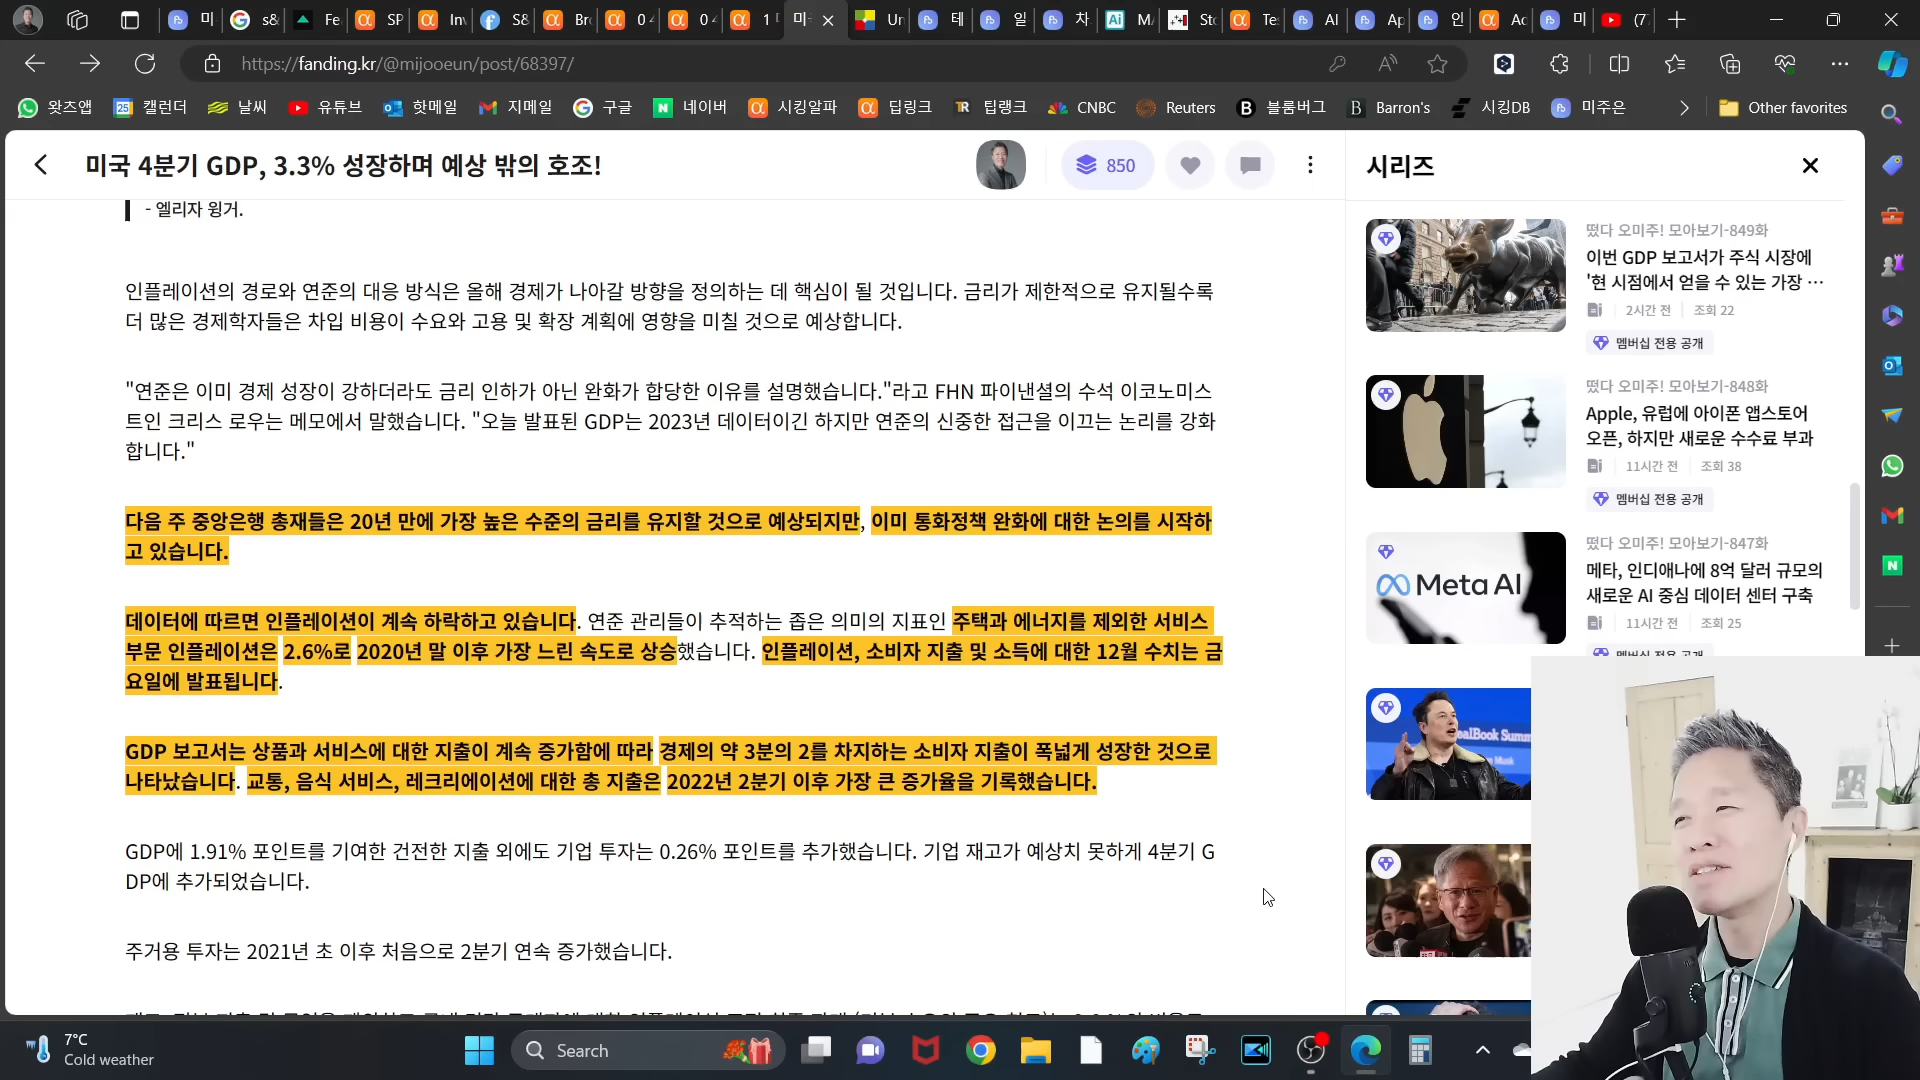 미
s&
Fe
SP
In
S&
Br
0 4
0 4
1
미
Ur
테
일
차
M
St
Te
AI
Ap
인
Ac
미
(7
https://fanding.kr/@mijooeun/post/68397/
왓츠앱
캘런더
날씨
유튜브
핫메일
지메일
구글
네이버
시킹알파
딥링크
팁랭크
CNBC
Reuters
블룸버그
Barron's
시킹DB
미주은
Other favorites
미국 4분기 GDP, 3.3% 성장하며 예상 밖의 호조!
850
- 엘리자 윙거.
인플레이션의 경로와 연준의 대응 방식은 올해 경제가 나아갈 방향을 정의하는 데 핵심이 될 것입니다. 금리가 제한적으로 유지될수록
더 많은 경제학자들은 차입 비용이 수요와 고용 및 확장 계획에 영향을 미칠 것으로 예상합니다.
"연준은 이미 경제 성장이 강하더라도 금리 인하가 아닌 완화가 합당한 이유를 설명했습니다."라고 FHN 파이낸셜의 수석 이코노미스
트인 크리스 로우는 메모에서 말했습니다. "오늘 발표된 GDP는 2023년 데이터이긴 하지만 연준의 신중한 접근을 이끄는 논리를 강화
합니다."
다음 주 중앙은행 총재들은 20년 만에 가장 높은 수준의 금리를 유지할 것으로 예상되지만, 이미 통화정책 완화에 대한 논의를 시작하
고 있습니다.
데이터에 따르면 인플레이션이 계속 하락하고 있습니다. 연준 관리들이 추적하는 좁은 의미의 지표인 주택과 에너지를 제외한 서비스
부문 인플레이션은 2.6%로 2020년 말 이후 가장 느린 속도로 상승했습니다. 인플레이션, 소비자 지출 및 소득에 대한 12월 수치는 금
요일에 발표됩니다.
GDP 보고서는 상품과 서비스에 대한 지출이 계속 증가함에 따라 경제의 약 3분의 2를 차지하는 소비자 지출이 폭넓게 성장한 것으로
나타났습니다. 교통, 음식 서비스, 레크리에이션에 대한 총 지출은 2022년 2분기 이후 가장 큰 증가율을 기록했습니다.
GDP에 1.91% 포인트를 기여한 건전한 지출 외에도 기업 투자는 0.26% 포인트를 추가했습니다. 기업 재고가 예상치 못하게 4분기 G
DP에 추가되었습니다.
주거용 투자는 2021년 초 이후 처음으로 2분기 연속 증가했습니다.
시리즈
떴다 오미주! 모아보기-849화
이번 GDP 보고서가 주식 시장에
'현 시점에서 얻을 수 있는 가장 …
2시간 전
조회 22
멤버십 전용 공개
떴다 오미주! 모아보기-848화
Apple, 유럽에 아이폰 앱스토어
오픈, 하지만 새로운 수수료 부과
11시간 전
조회 38
멤버십 전용 공개
Meta AI
떴다 오미주! 모아보기-847화
메타, 인디애나에 8억 달러 규모의
새로운 AI 중심 데이터 센터 구축
11시간 전
조회 25
멤버십 전용 공개
ealBook Summ
7°C
Cold weather
Search